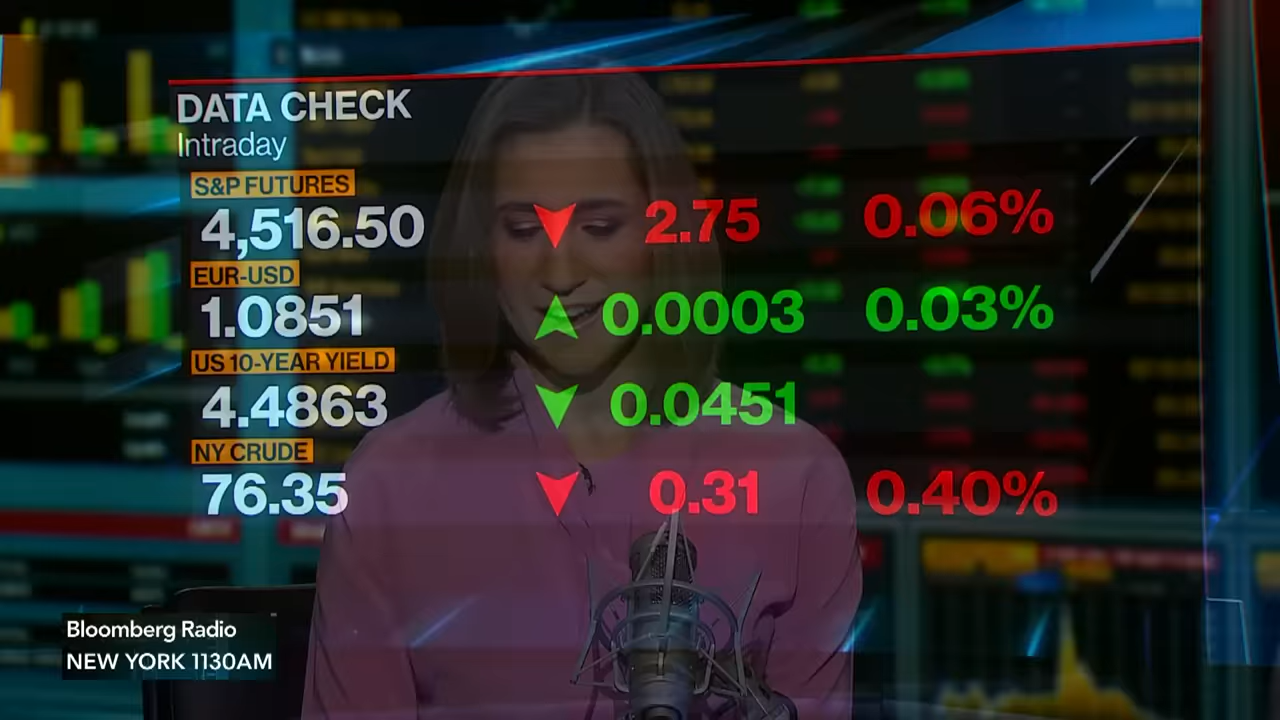 DATA CHECK
Intraday
S&P FUTURES
4,516.50 2.75 0.06%
EUR-USD
1.0851 0.0003 0.03%
US 10-YEAR YIELD
4.4863 0.0451
NY CRUDE
76.35 0.31 0.40%
Bloomberg Radio
NEW YORK 1130AM